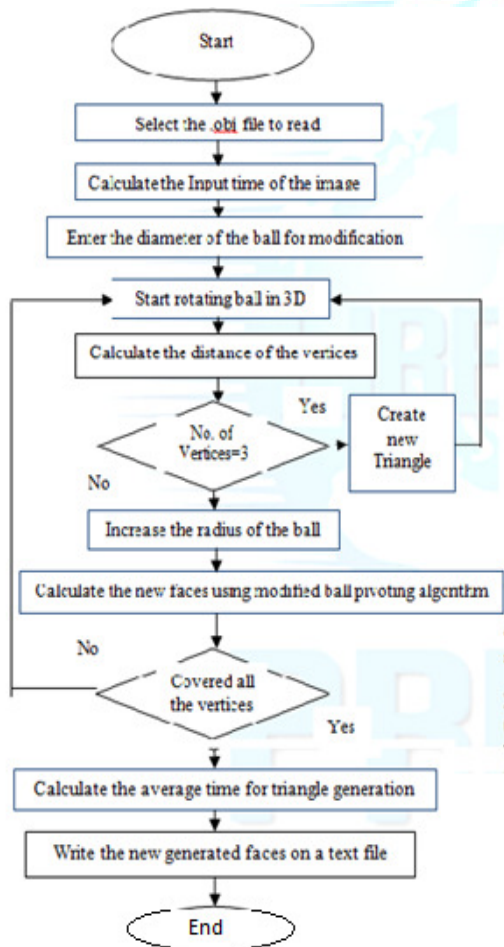 Start
Select the .obj file to read
Calculate the Input time of the image
Enter the diameter of the ball for modification
Start rotating ball in 3D
Calculate the distance of the vertices
Yes
No. of
Vertices=3
Create
new
Triangle
No
Increase the radius of the ball
Calculate the new faces using modified ball pivoting algorithm
No
Covered all
the vertices
Yes
Calculate the average time for triangle generation
Write the new generated faces on a text file
End